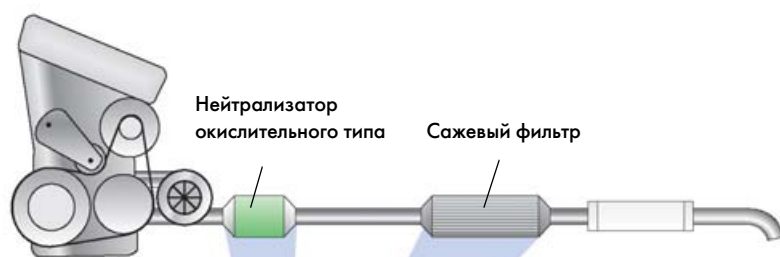 Нейтрализатор
окислительного типа
Сажевый фильтр